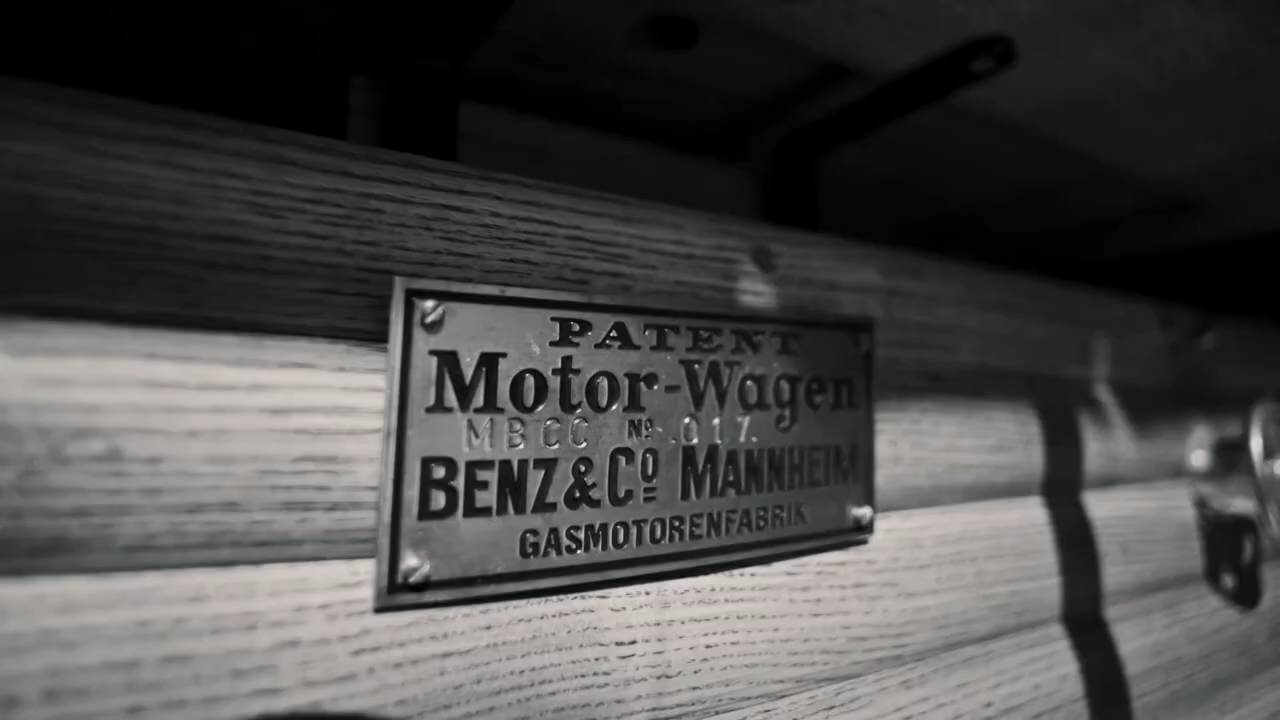 PATENT
Motor-Wagen
MBCC Nº .017.
BENZ & Cº MANNHEIM
GASMOTORENFABRIK